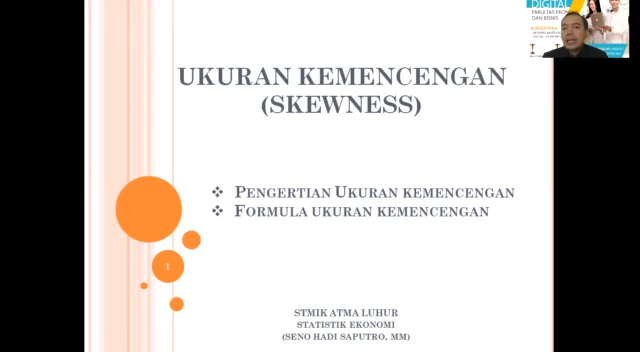 UKURAN KEMENCENGAN
(SKEWNESS)
❖ PENGERTIAN UKURAN KEMENCENGAN
❖ FORMULA UKURAN KEMENCENGAN
1
STMIK ATMA LUHUR
STATISTIK EKONOMI
(SENO HADI SAPUTRO, MM)
DIGITAL
FAKULTAS EKONOMI
DAN BISNIS